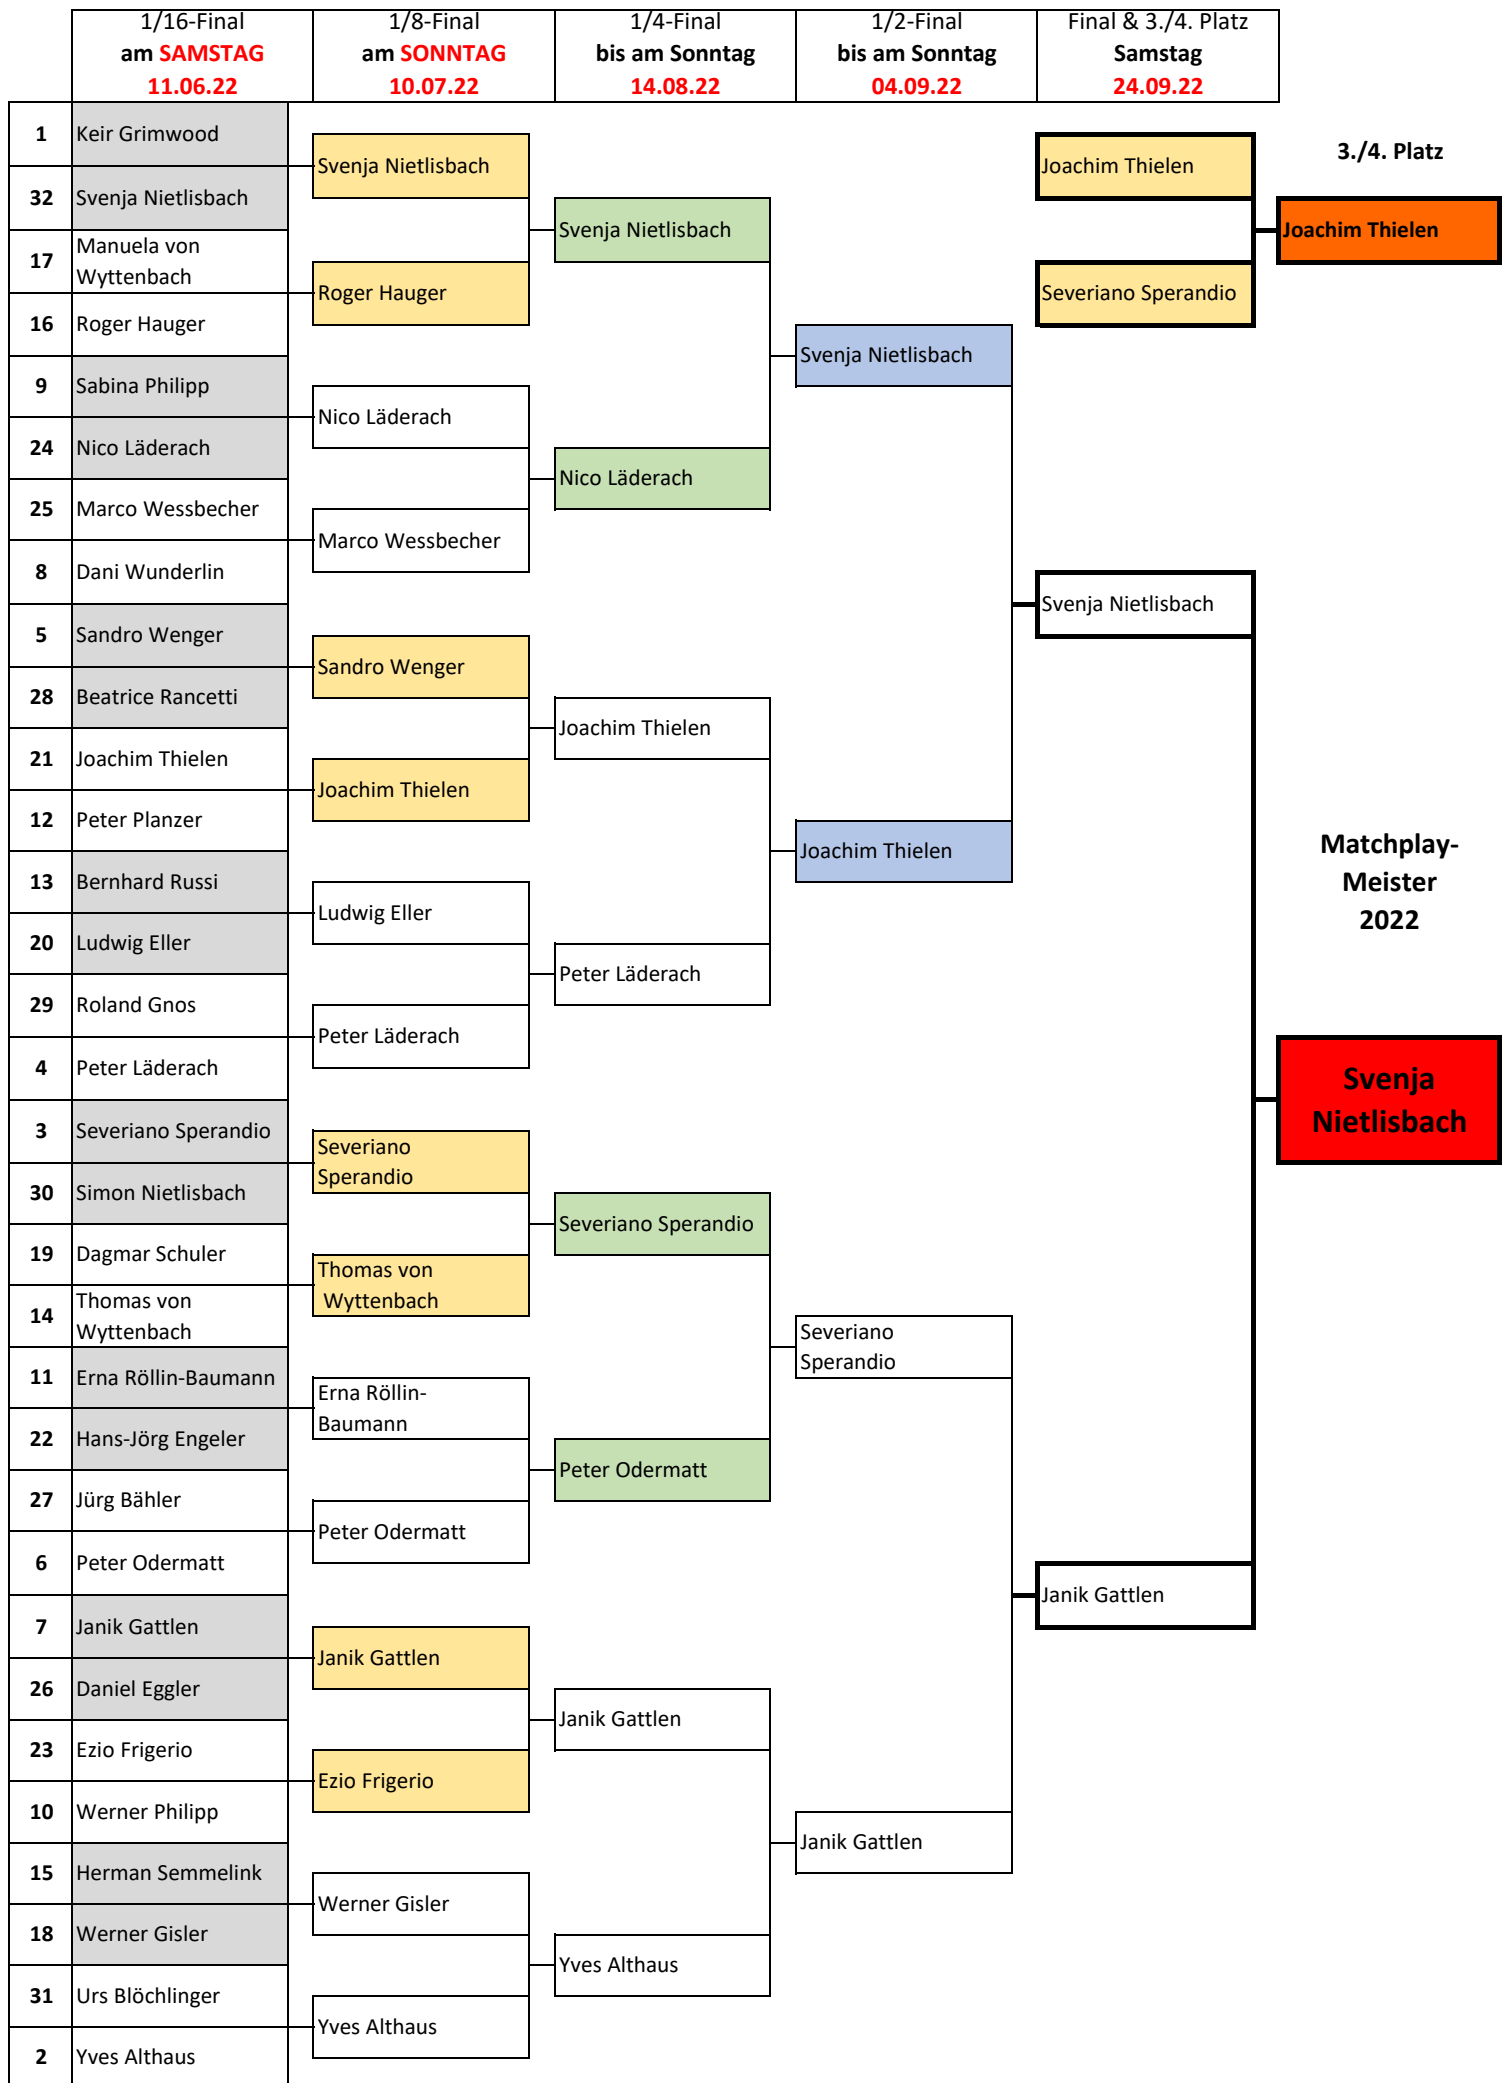 1/16-Final
am SAMSTAG
11.06.22
1/8-Final
am SONNTAG
10.07.22
1/4-Final
bis am Sonntag
14.08.22
1/2-Final
bis am Sonntag
04.09.22
Final & 3./4. Platz
Samstag
24.09.22
1 Keir Grimwood
32 Svenja Nietlisbach
17 Manuela von
Wyttenbach
16 Roger Hauger
9 Sabina Philipp
24 Nico Läderach
25 Marco Wessbecher
8 Dani Wunderlin
5 Sandro Wenger
28 Beatrice Rancetti
21 Joachim Thielen
12 Peter Planzer
13 Bernhard Russi
20 Ludwig Eller
29 Roland Gnos
4 Peter Läderach
3 Severiano Sperandio
30 Simon Nietlisbach
19 Dagmar Schuler
14 Thomas von
Wyttenbach
11 Erna Röllin-Baumann
22 Hans-Jörg Engeler
27 Jürg Bähler
6 Peter Odermatt
7 Janik Gattlen
26 Daniel Eggler
23 Ezio Frigerio
10 Werner Philipp
15 Herman Semmelink
18 Werner Gisler
31 Urs Blöchlinger
2 Yves Althaus
Svenja Nietlisbach
Roger Hauger
Nico Läderach
Marco Wessbecher
Sandro Wenger
Joachim Thielen
Ludwig Eller
Peter Läderach
Severiano
Sperandio
Thomas von
Wyttenbach
Erna Röllin-
Baumann
Peter Odermatt
Janik Gattlen
Ezio Frigerio
Werner Gisler
Yves Althaus
Svenja Nietlisbach
Nico Läderach
Joachim Thielen
Peter Läderach
Severiano Sperandio
Peter Odermatt
Janik Gattlen
Yves Althaus
Svenja Nietlisbach
Joachim Thielen
Severiano
Sperandio
Janik Gattlen
Joachim Thielen
Severiano Sperandio
Svenja Nietlisbach
Janik Gattlen
3./4. Platz
Joachim Thielen
Matchplay-
Meister
2022
Svenja
Nietlisbach